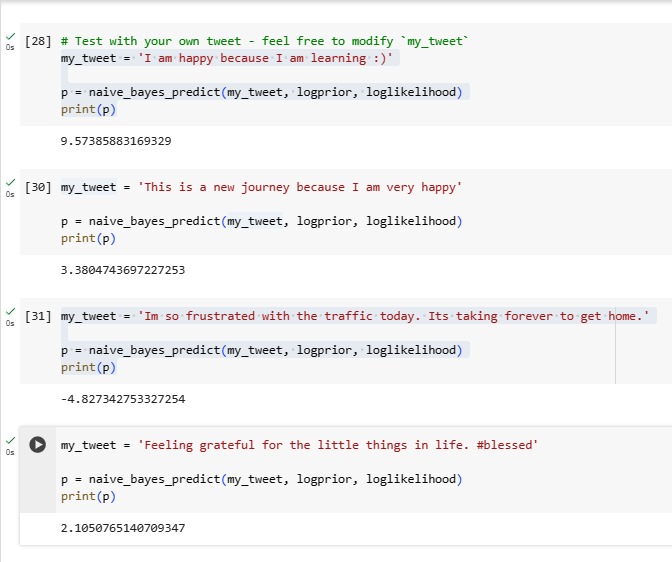 [28] # Test with your own tweet - feel free to modify `my_tweet`
0s
my_tweet = 'I am happy because I am learning :)'
p = naive_bayes_predict(my_tweet, logprior, loglikelihood)
print(p)
9.57385883169329
[30] my_tweet = 'This is a new journey because I am very happy'
0s
p = naive_bayes_predict(my_tweet, logprior, loglikelihood)
print(p)
3.3804743697227253
[31] my_tweet = 'Im so frustrated with the traffic today. Its taking forever to get home.'
0s
p = naive_bayes_predict(my_tweet, logprior, loglikelihood)
print(p)
-4.827342753327254
my_tweet = 'Feeling grateful for the little things in life. #blessed'
0s
p = naive_bayes_predict(my_tweet, logprior, loglikelihood)
print(p)
2.1050765140709347